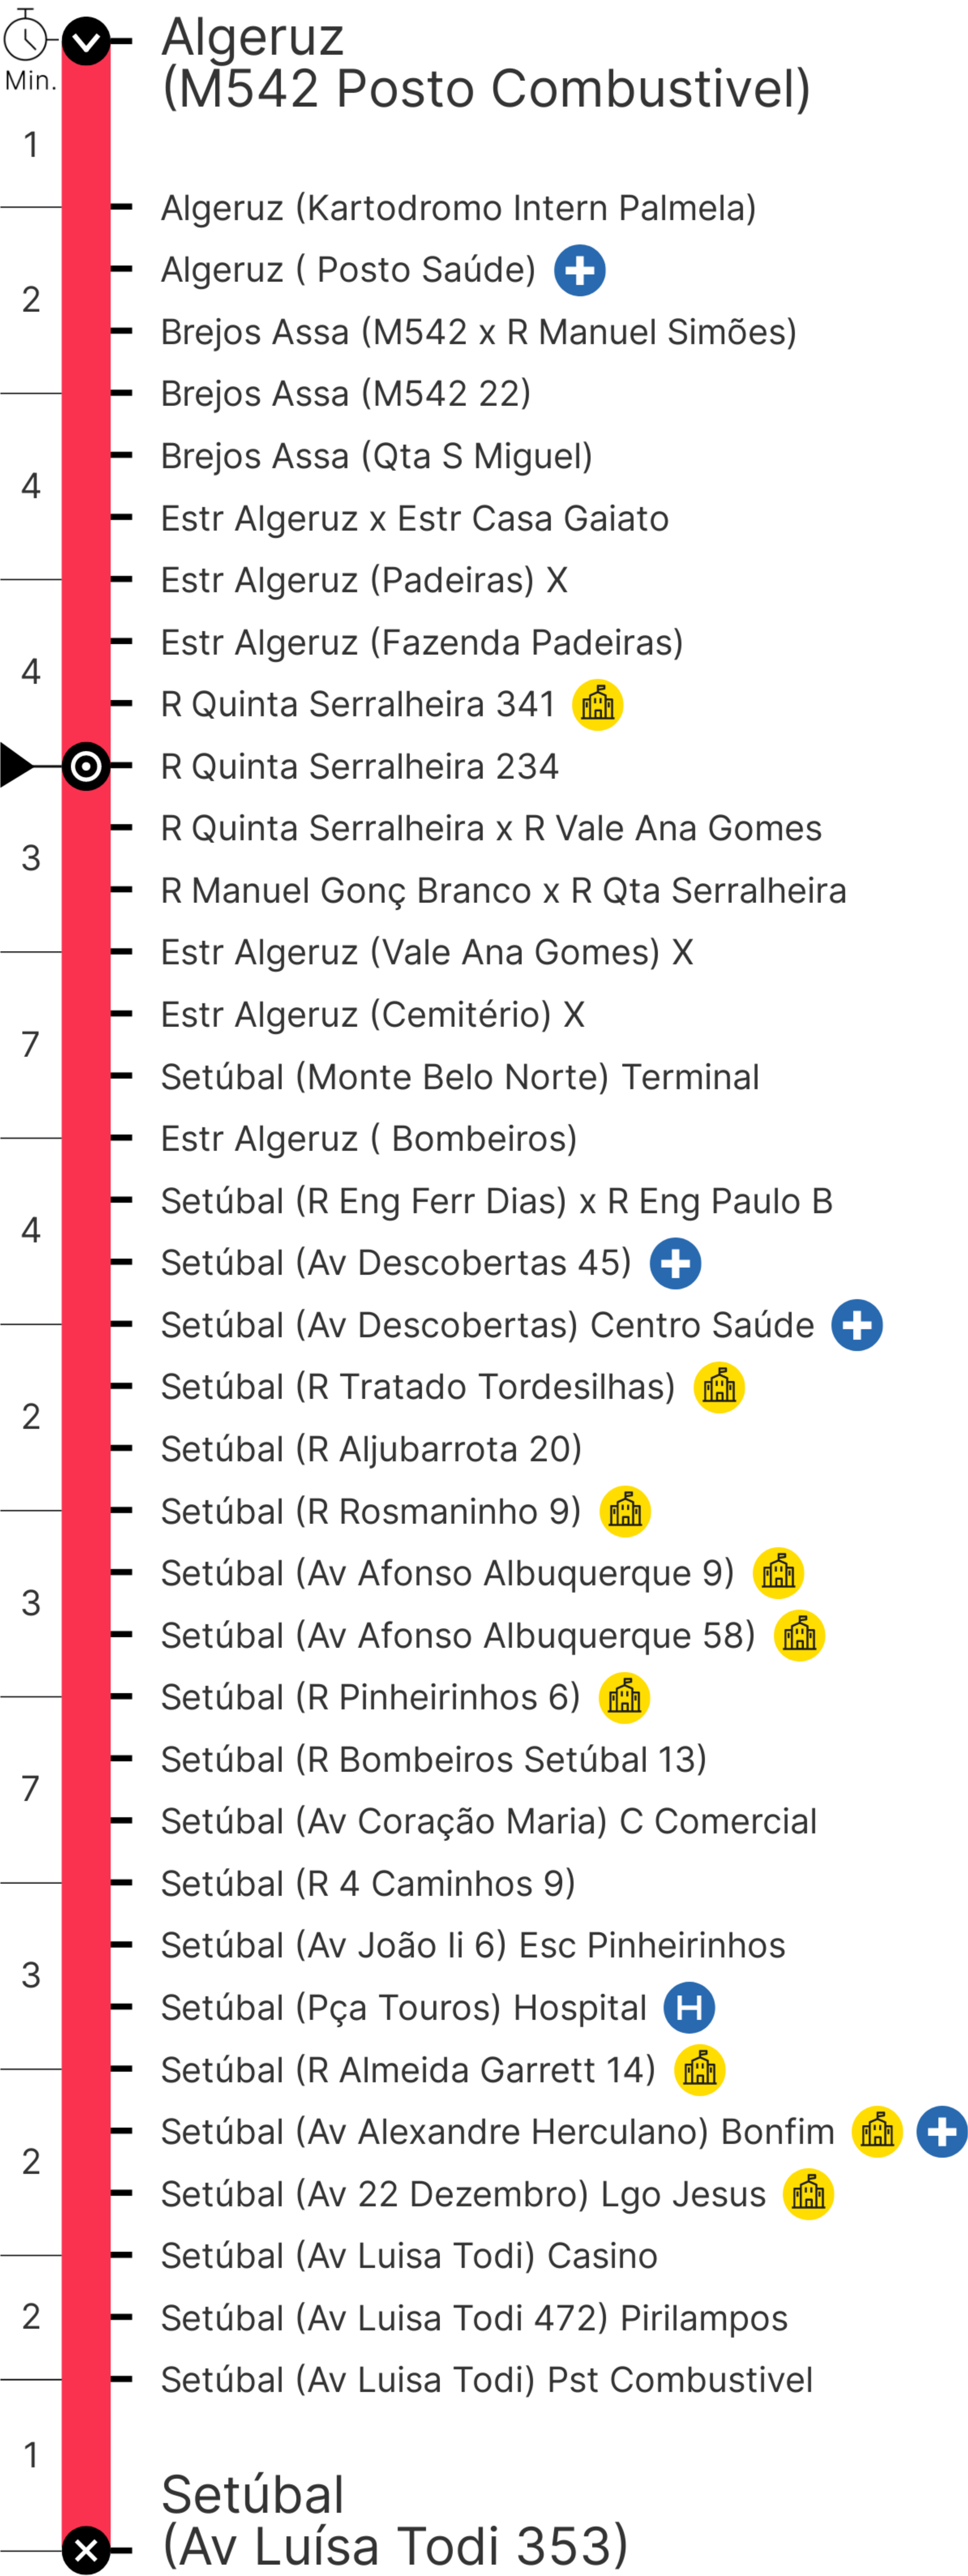 Algeruz
(M542 Posto Combustivel)
Min.
1
Algeruz (Kartodromo Intern Palmela)
Algeruz ( Posto Saúde)
2
Brejos Assa (M542 x R Manuel Simões)
Brejos Assa (M542 22)
Brejos Assa (Qta S Miguel)
4
Estr Algeruz x Estr Casa Gaiato
Estr Algeruz (Padeiras) X
Estr Algeruz (Fazenda Padeiras)
4
R Quinta Serralheira 341
R Quinta Serralheira 234
R Quinta Serralheira x R Vale Ana Gomes
3
R Manuel Gonç Branco x R Qta Serralheira
Estr Algeruz (Vale Ana Gomes) X
Estr Algeruz (Cemitério) X
7
Setúbal (Monte Belo Norte) Terminal
Estr Algeruz ( Bombeiros)
Setúbal (R Eng Ferr Dias) x R Eng Paulo B
4
Setúbal (Av Descobertas 45)
Setúbal (Av Descobertas) Centro Saúde
Setúbal (R Tratado Tordesilhas)
2
Setúbal (R Aljubarrota 20)
Setúbal (R Rosmaninho 9)
Setúbal (Av Afonso Albuquerque 9)
3
Setúbal (Av Afonso Albuquerque 58)
Setúbal (R Pinheirinhos 6)
Setúbal (R Bombeiros Setúbal 13)
7
Setúbal (Av Coração Maria) C Comercial
Setúbal (R 4 Caminhos 9)
Setúbal (Av João Ii 6) Esc Pinheirinhos
3
Setúbal (Pça Touros) Hospital H
Setúbal (R Almeida Garrett 14)
Setúbal (Av Alexandre Herculano) Bonfim
2
Setúbal (Av 22 Dezembro) Lgo Jesus
Setúbal (Av Luisa Todi) Casino
2
Setúbal (Av Luisa Todi 472) Pirilampos
Setúbal (Av Luisa Todi) Pst Combustivel
1
Setúbal
(Av Luísa Todi 353)